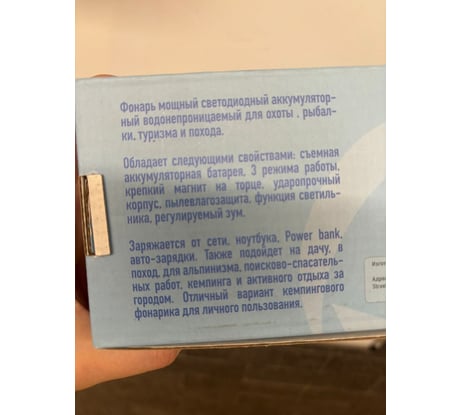 Фонарь мощный светодиодный аккумулятор-
ный водонепроницаемый для охоты , рыбал-
ки, туризма и похода.
Обладает следующими свойствами: съемная
аккумуляторная батарея, 3 режима работы,
крепкий магнит на торце, ударопрочный
корпус, пылевлагозащита, функция светиль-
ника, регулируемый зум.
Заряжается от сети, ноутбука, Power bank,
авто-зарядки. Также подойдет на дачу, в
поход, для альпинизма, поисково-спасатель-
ных работ, кемпинга и активного отдыха за
городом. Отличный вариант кемпингового
фонарика для личного пользования.